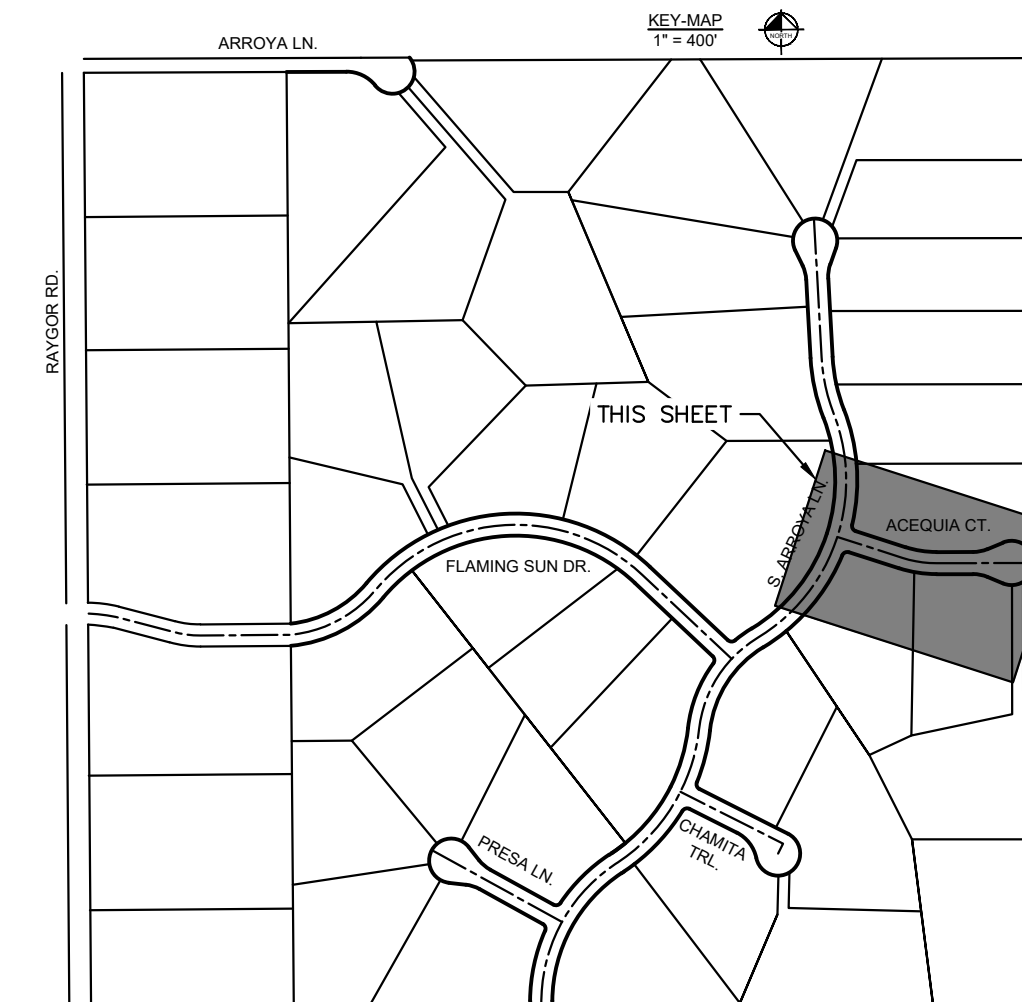 KEY-MAP
1" = 400'
NORTH
ARROYA LN.
RAYGOR RD.
THIS SHEET
S. ARROYA LN.
ACEQUIA CT.
FLAMING SUN DR.
CHAMITA
TRL.
PRESA LN.